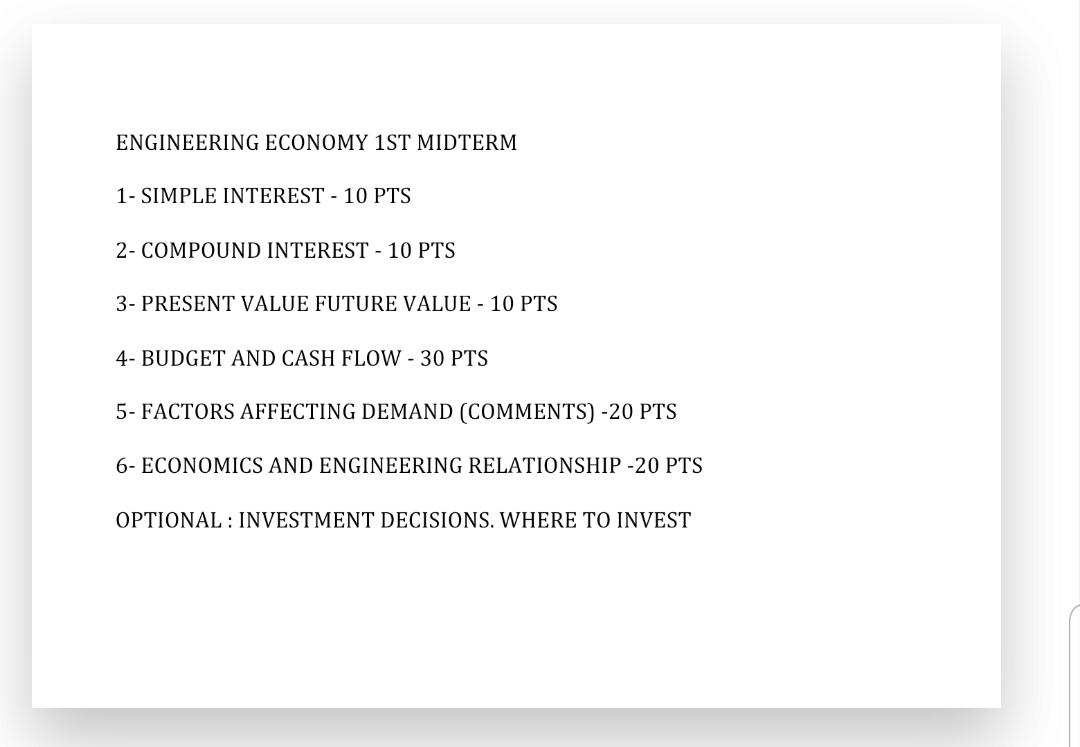 ENGINEERING ECONOMY 1ST MIDTERM
1- SIMPLE INTEREST - 10 PTS
2- COMPOUND INTEREST - 10 PTS
3- PRESENT VALUE FUTURE VALUE - 10 PTS
4- BUDGET AND CASH FLOW - 30 PTS
5- FACTORS AFFECTING DEMAND (COMMENTS) -20 PTS
6- ECONOMICS AND ENGINEERING RELATIONSHIP -20 PTS
OPTIONAL : INVESTMENT DECISIONS. WHERE TO INVEST